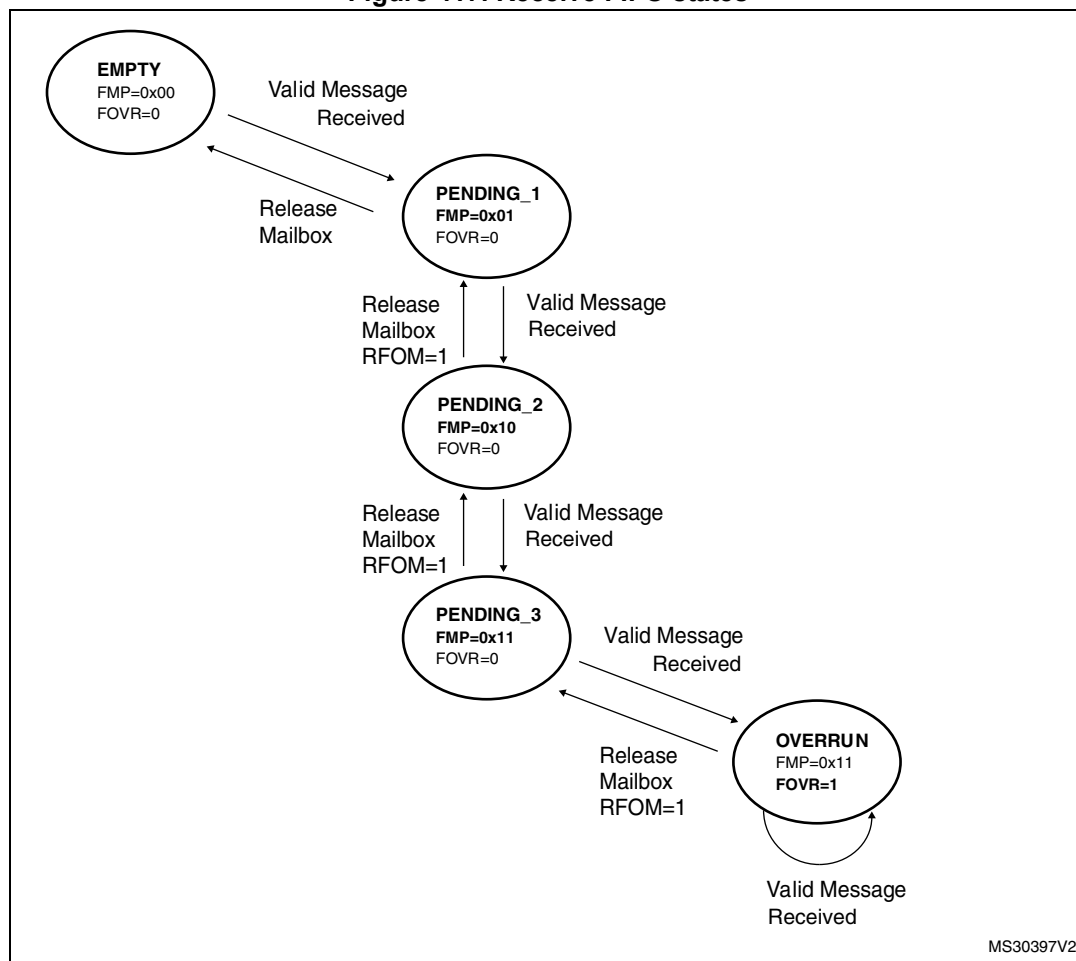 EMPTY
FMP=0x00
FOVR=0
Valid Message
Received
Release
Mailbox
PENDING_1
FMP=0x01
FOVR=0
Release
Mailbox
RFOM=1
Valid Message
Received
PENDING_2
FMP=0x10
FOVR=0
Release
Mailbox
RFOM=1
Valid Message
Received
PENDING_3
FMP=0x11
FOVR=0
Valid Message
Received
Release
Mailbox
RFOM=1
OVERRUN
FMP=0x11
FOVR=1
Valid Message
Received
MS30397V2